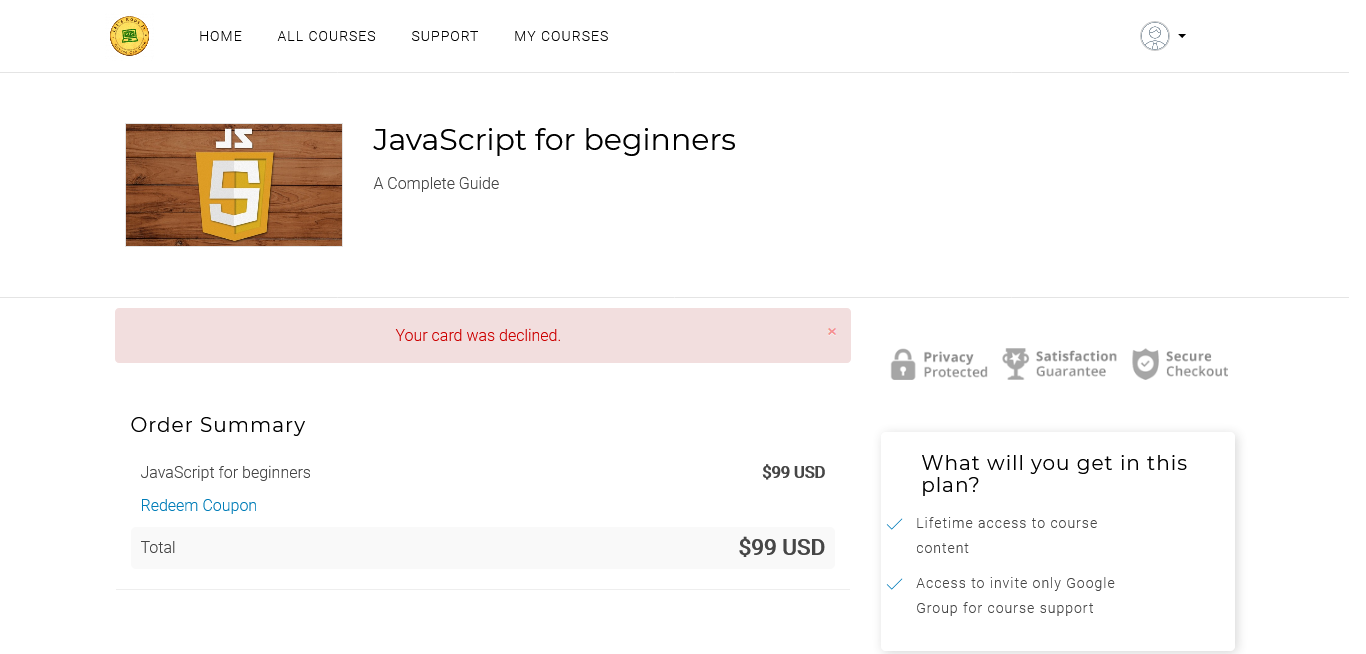 HOME ALL COURSES SUPPORT MY COURSES
JS
JavaScript for beginners
A Complete Guide
Your card was declined.
×
Privacy
Protected
Satisfaction
Guarantee
Secure
Checkout
Order Summary
JavaScript for beginners $99 USD
Redeem Coupon
Total $99 USD
What will you get in this
plan?
Lifetime access to course
content
Access to invite only Google
Group for course support